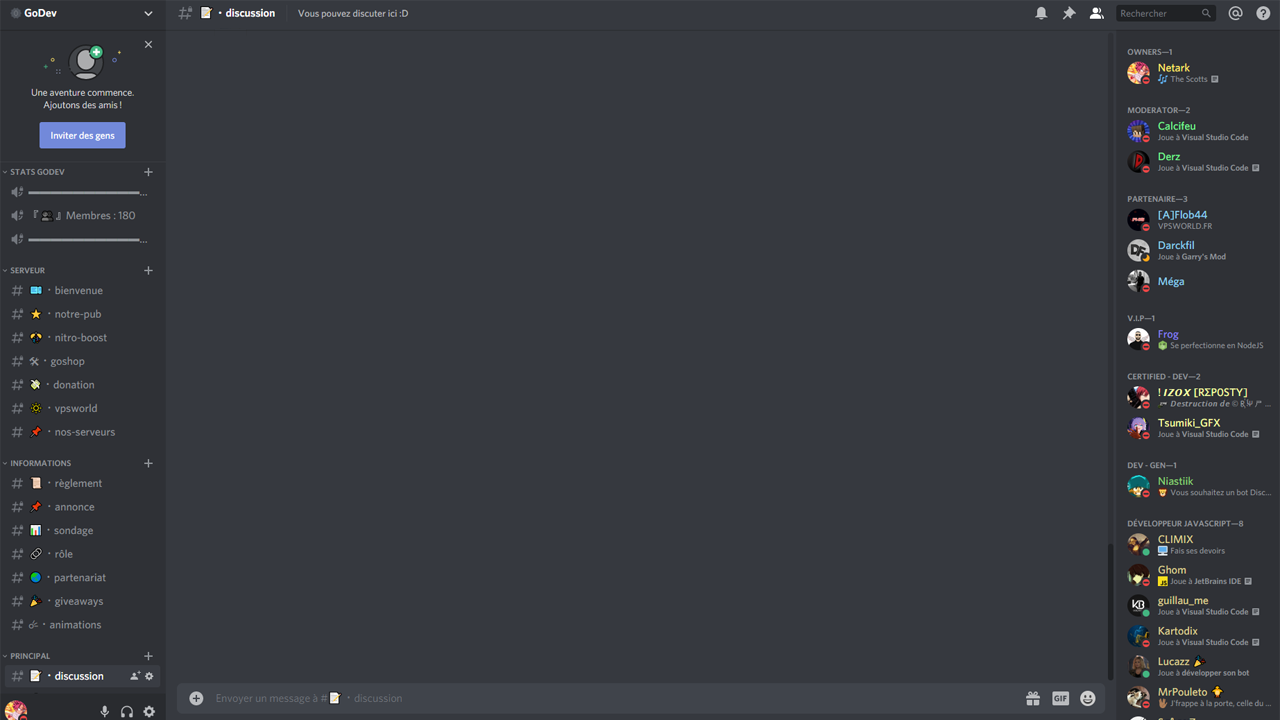 GoDev
Une aventure commence.
Ajoutons des amis !
Inviter des gens
STATS GODEV
『 』 Membres : 180
SERVEUR
・bienvenue
・notre-pub
・nitro-boost
・goshop
・donation
・vpsworld
・nos-serveurs
INFORMATIONS
・règlement
・annonce
・sondage
・rôle
・partenariat
・giveaways
・animations
PRINCIPAL
・discussion
・discussion
Vous pouvez discuter ici :D
Rechercher
Envoyer un message à #・discussion
GIF
OWNERS—1
Netark
The Scotts
MODERATOR—2
Calcifeu
Joue à Visual Studio Code
Derz
Joue à Visual Studio Code
PARTENAIRE—3
[A]Flob44
VPSWORLD.FR
Darckfil
Joue à Garry's Mod
Méga
V.I.P—1
Frog
Se perfectionne en NodeJS
CERTIFIED - DEV—2
! IZOX [RΣPOSTY]
Destruction de ©
Tsumiki_GFX
Joue à Visual Studio Code
DEV - GEN—1
Niastiik
Vous souhaitez un bot Disc...
DÉVELOPPEUR JAVASCRIPT—8
CLIMIX
Fais ses devoirs
Ghom
Joue à JetBrains IDE
guillau_me
Joue à Visual Studio Code
Kartodix
Joue à Visual Studio Code
Lucazz
Joue à développer son bot
MrPouleto
J'frappe à la porte, celle du ...